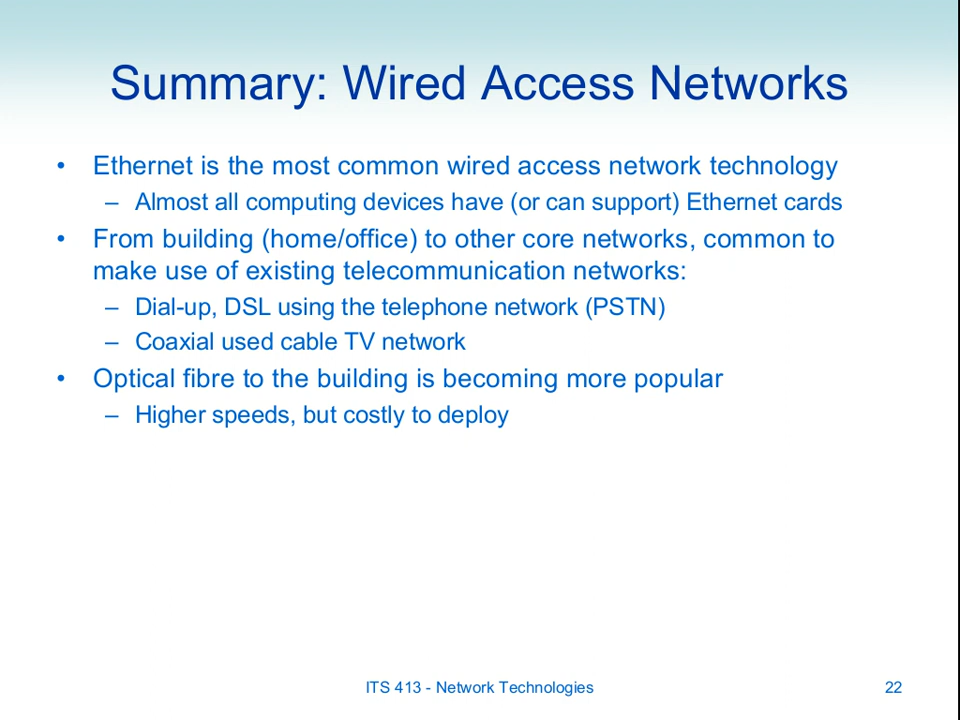 Summary: Wired Access Networks
• Ethernet is the most common wired access network technology
– Almost all computing devices have (or can support) Ethernet cards
• From building (home/office) to other core networks, common to
make use of existing telecommunication networks:
– Dial-up, DSL using the telephone network (PSTN)
– Coaxial used cable TV network
• Optical fibre to the building is becoming more popular
– Higher speeds, but costly to deploy
ITS 413 - Network Technologies
22